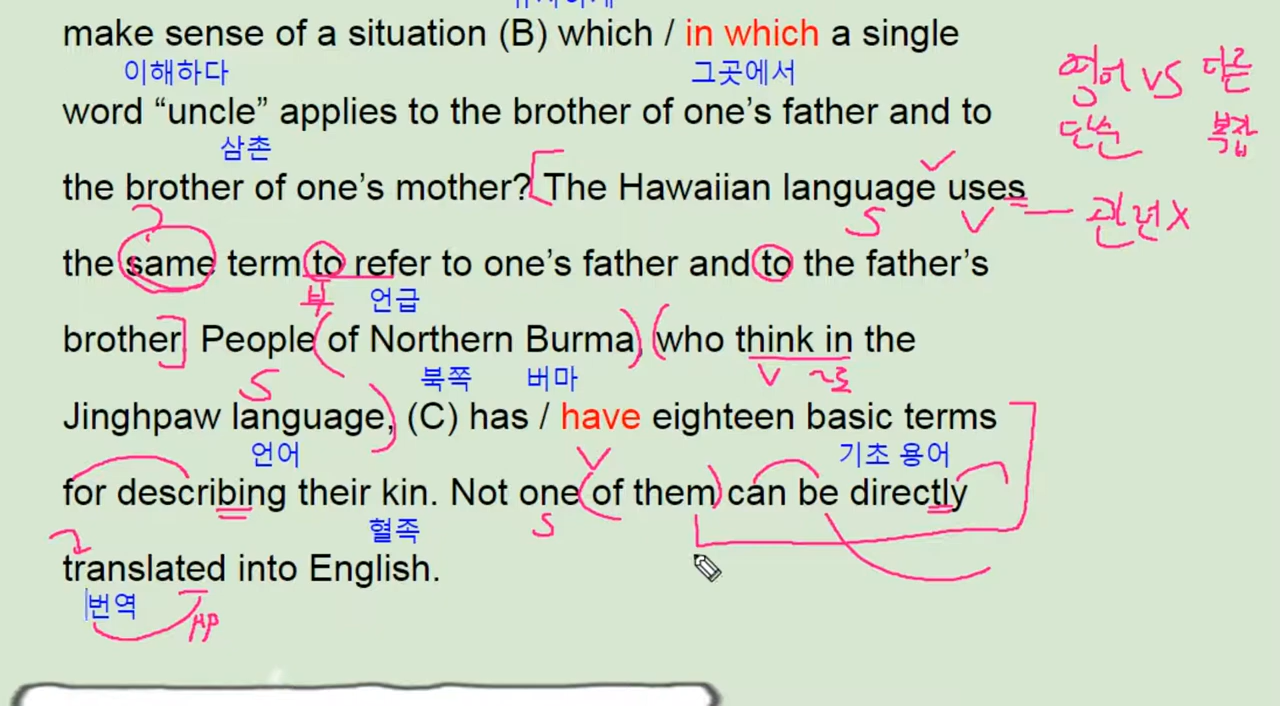 make sense of a situation (B) which / in which a single
이해하다 그곳에서
word “uncle” applies to the brother of one’s father and to
삼촌
the brother of one’s mother? The Hawaiian language uses
the same term to refer to one’s father and to the father’s
언급
brother. People of Northern Burma, who think in the
북쪽 버마
Jinghpaw language, (C) has / have eighteen basic terms
언어 기초 용어
for describing their kin. Not one of them can be directly
혈족
translated into English.
번역
영어 VS 다른
단순 복잡
S V 관련 X
부
V ~로
S
V
S